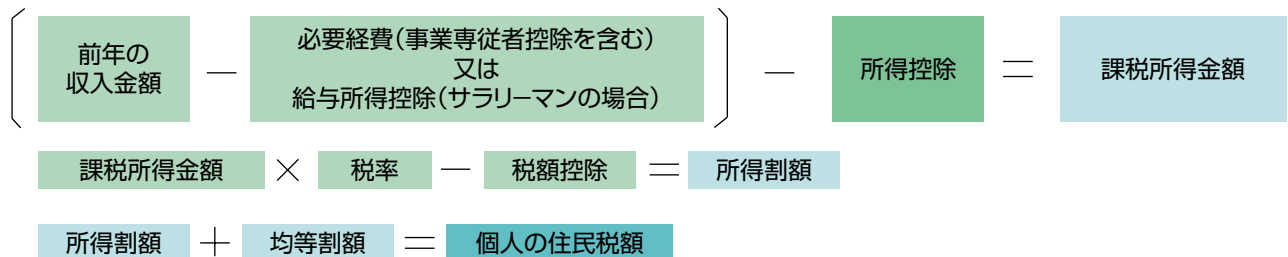 ( 前年の収入金額 − 必要経費(事業専従者控除を含む)又は給与所得控除(サラリーマンの場合) ) − 所得控除 = 課税所得金額
課税所得金額 × 税率 − 税額控除 = 所得割額
所得割額 + 均等割額 = 個人の住民税額